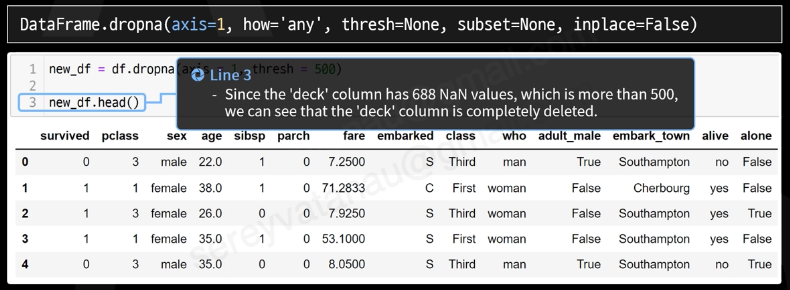 DataFrame.dropna(axis=1, how='any', thresh=None, subset=None, inplace=False)
1 new_df = df.dropna(axis = 1, thresh = 500)
2
3 new_df.head()
Line 3
- Since the 'deck' column has 688 NaN values, which is more than 500,
we can see that the 'deck' column is completely deleted.
survived pclass sex age sibsp parch fare embarked class who adult_male embark_town alive alone
0 0 3 male 22.0 1 0 7.2500 S Third man True Southampton no False
1 1 1 female 38.0 1 0 71.2833 C First woman False Cherbourg yes False
2 1 3 female 26.0 0 0 7.9250 S Third woman False Southampton yes True
3 1 1 female 35.0 1 0 53.1000 S First woman False Southampton yes False
4 0 3 male 35.0 0 0 8.0500 S Third man True Southampton no True